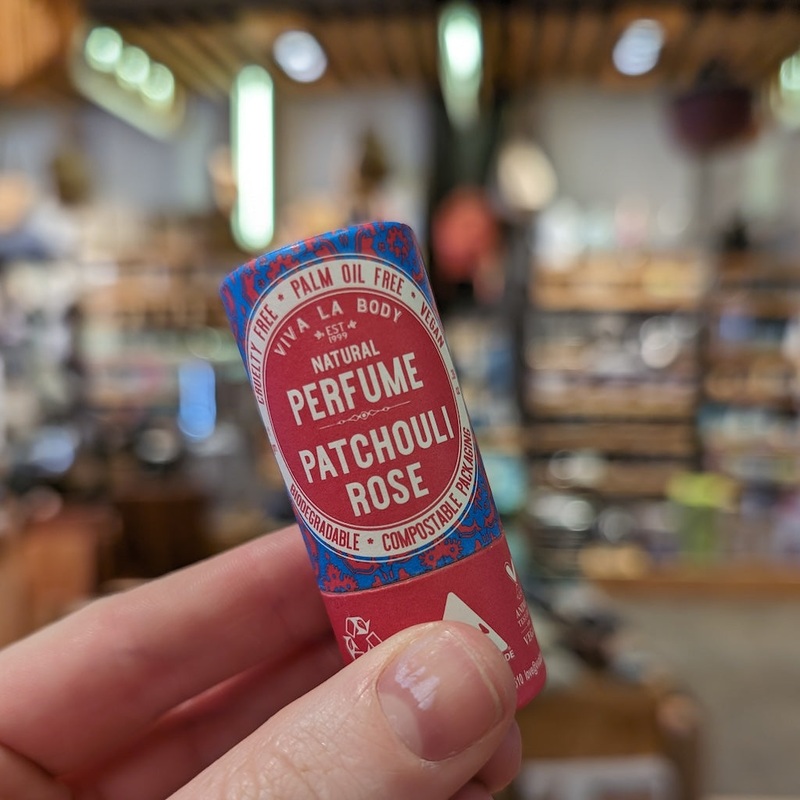 CRUELTY FREE * PALM OIL FREE * VEGAN
VIVA LA BODY
EST
1999
NATURAL
PERFUME
PATCHOULI
ROSE
BIODEGRADABLE * COMPOSTABLE PACKAGING